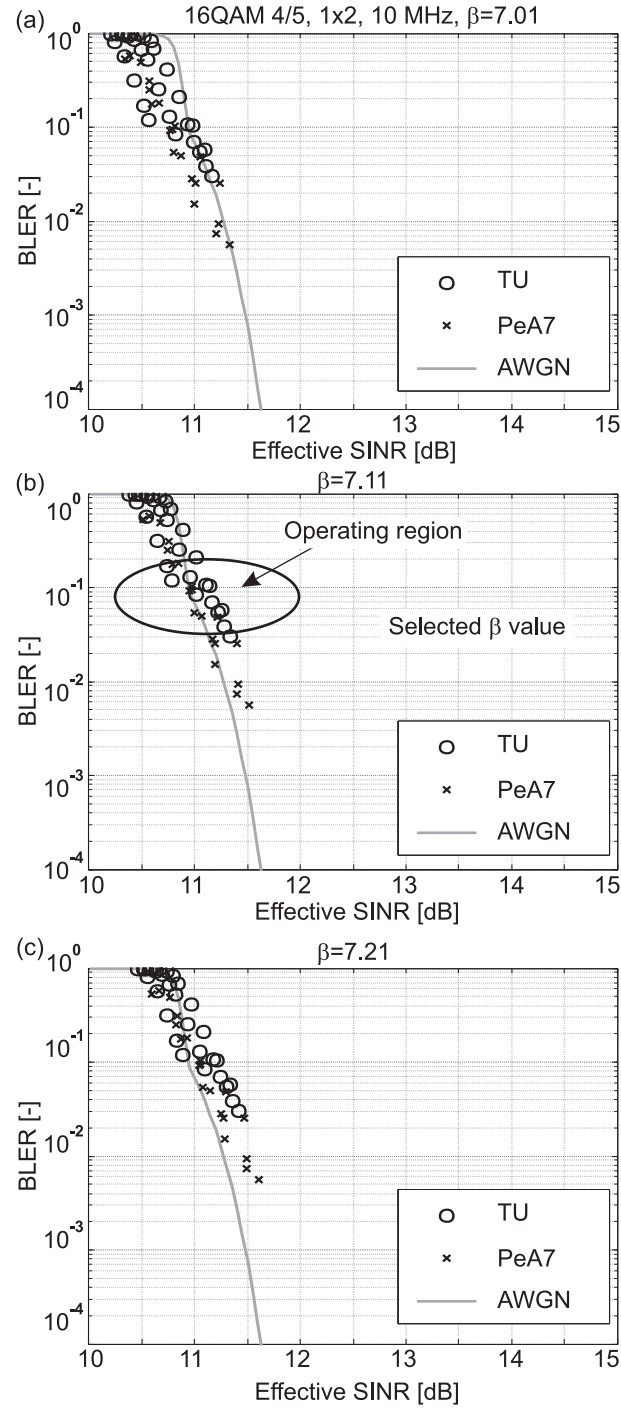 (a) 16QAM 4/5, 1x2, 10 MHz, β=7.01
10^0
10^-1
10^-2
10^-3
10^-4
BLER [-]
TU
PeA7
AWGN
10 11 12 13 14 15
Effective SINR [dB]
(b) β=7.11
10^0
10^-1
10^-2
10^-3
10^-4
BLER [-]
Operating region
Selected β value
TU
PeA7
AWGN
10 11 12 13 14 15
Effective SINR [dB]
(c) β=7.21
10^0
10^-1
10^-2
10^-3
10^-4
BLER [-]
TU
PeA7
AWGN
10 11 12 13 14 15
Effective SINR [dB]